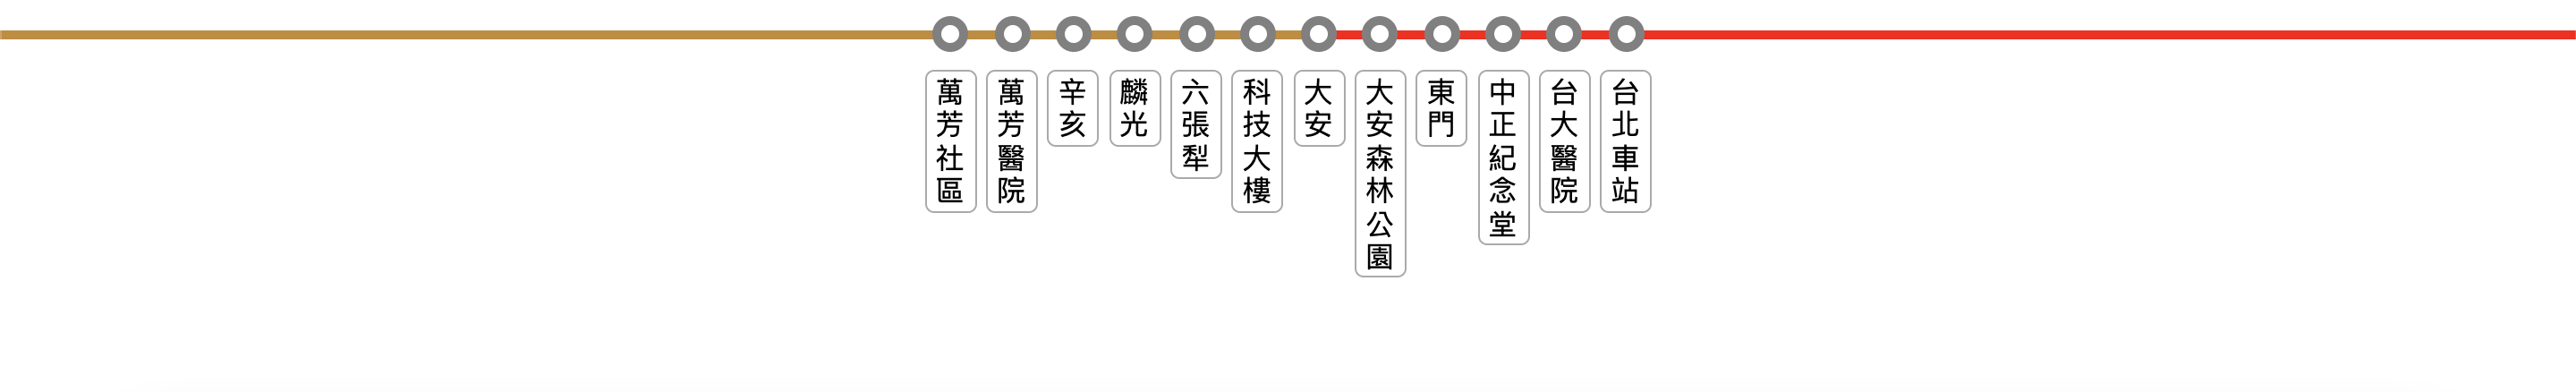 萬芳社區
萬芳醫院
辛亥
麟光
六張犁
科技大樓
大安
大安森林公園
東門
中正紀念堂
台大醫院
台北車站